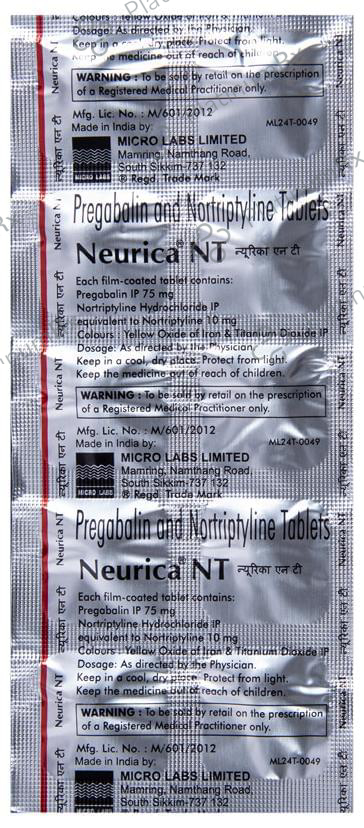 Colours : Yellow Oxide of Iron &
Dosage: As directed by the Physician.
Keep in a cool, dry place. Protect from light.
Keep the medicine out of reach of children.
WARNING : To be sold by retail on the prescription
of a Registered Medical Practitioner only.
Mfg. Lic. No. : M/601/2012
Made in India by:
ML24T-0049
MICRO LABS
MICRO LABS LIMITED
Mamring, Namthang Road,
South Sikkim-737 132
® Regd. Trade Mark
Pregabalin and Nortriptyline Tablets
Neurica® NT न्यूरिका एन टी
Each film-coated tablet contains:
Pregabalin IP 75 mg
Nortriptyline Hydrochloride IP
equivalent to Nortriptyline 10 mg
Colours : Yellow Oxide of Iron & Titanium Dioxide IP
Dosage: As directed by the Physician.
Keep in a cool, dry place. Protect from light.
Keep the medicine out of reach of children.
WARNING : To be sold by retail on the prescription
of a Registered Medical Practitioner only.
Mfg. Lic. No. : M/601/2012
Made in India by:
ML24T-0049
MICRO LABS
MICRO LABS LIMITED
Mamring, Namthang Road,
South Sikkim-737 132
® Regd. Trade Mark
Pregabalin and Nortriptyline Tablets
Neurica® NT न्यूरिका एन टी
Each film-coated tablet contains:
Pregabalin IP 75 mg
Nortriptyline Hydrochloride IP
equivalent to Nortriptyline 10 mg
Colours : Yellow Oxide of Iron & Titanium Dioxide IP
Dosage: As directed by the Physician.
Keep in a cool, dry place. Protect from light.
Keep the medicine out of reach of children.
WARNING : To be sold by retail on the prescription
of a Registered Medical Practitioner only.
Mfg. Lic. No. : M/601/2012
Made in India by:
ML24T-0049
MICRO LABS LIMITED
Mamring, Namthang Road,
South Sikkim-737 132
Neurica NT
न्यूरिका एन टी
Neurica NT
न्यूरिका एन टी
Neurica NT
न्यूरिका एन टी
Neurica NT
न्यूरिका एन टी
Neurica NT
न्यूरिका एन टी